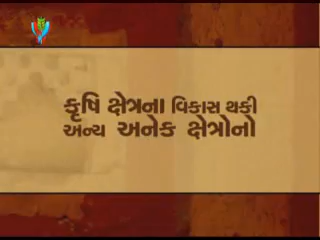 કૃષિ ક્ષેત્રના વિકાસ થકી
અન્ય અનેક ક્ષેત્રોનો